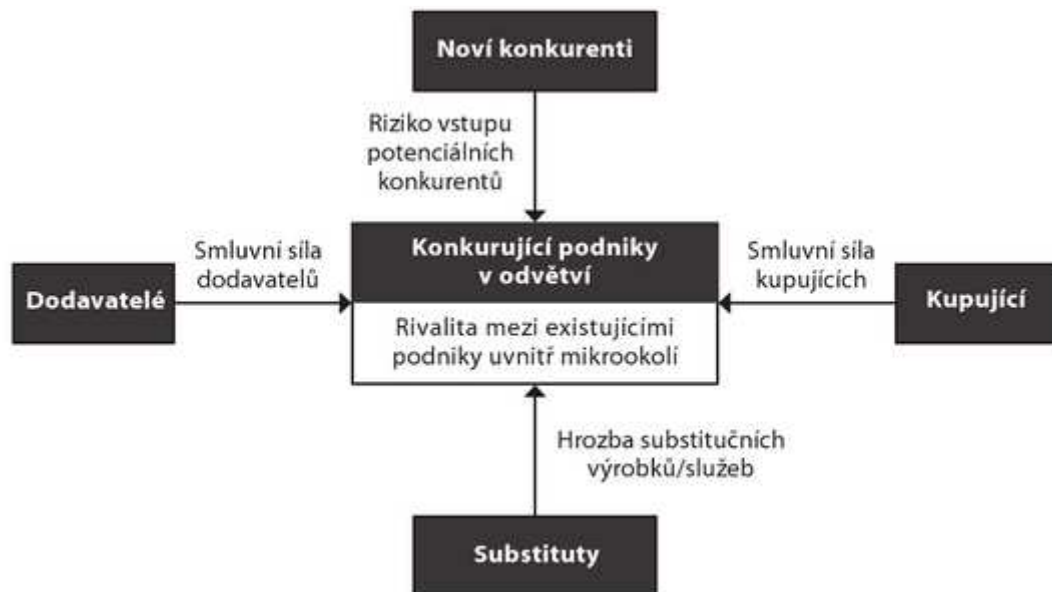 Noví konkurenti
Riziko vstupu
potenciálních
konkurentů
Smluvní síla
dodavatelů
Dodavatelé
Konkurující podniky
v odvětví
Rivalita mezi existujícími
podniky uvnitř mikrookolí
Smluvní síla
kupujících
Kupující
Hrozba substitučních
výrobků/služeb
Substituty